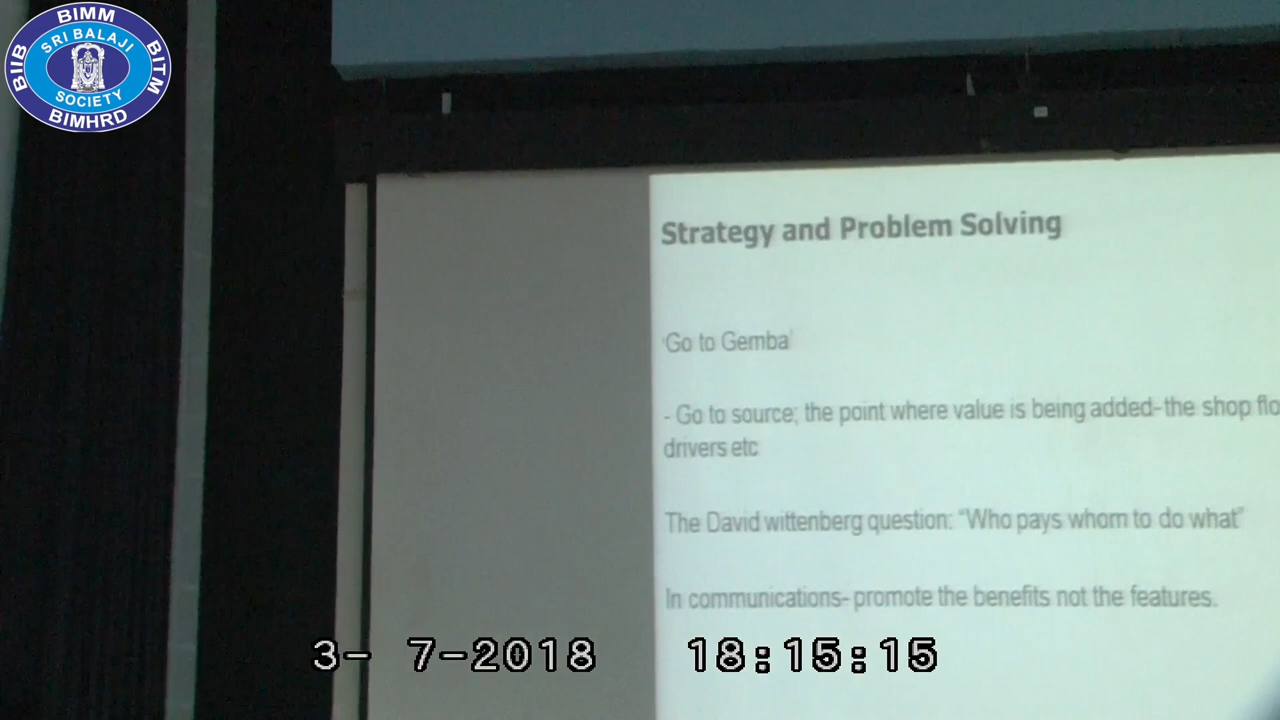 BIMM
BIIB
SRI BALAJI
SOCIETY
BITM
BIMHRD
Strategy and Problem Solving
'Go to Gemba'
- Go to source; the point where value is being added-the shop flo
drivers etc
The David wittenberg question: “Who pays whom to do what”
In communications- promote the benefits not the features.
3- 7-2018 18:15:15